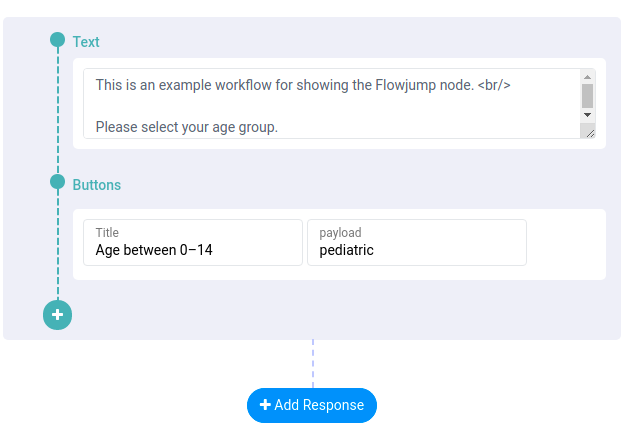 Text
This is an example workflow for showing the Flowjump node. <br/>
Please select your age group.
Buttons
Title
Age between 0–14
payload
pediatric
Add Response